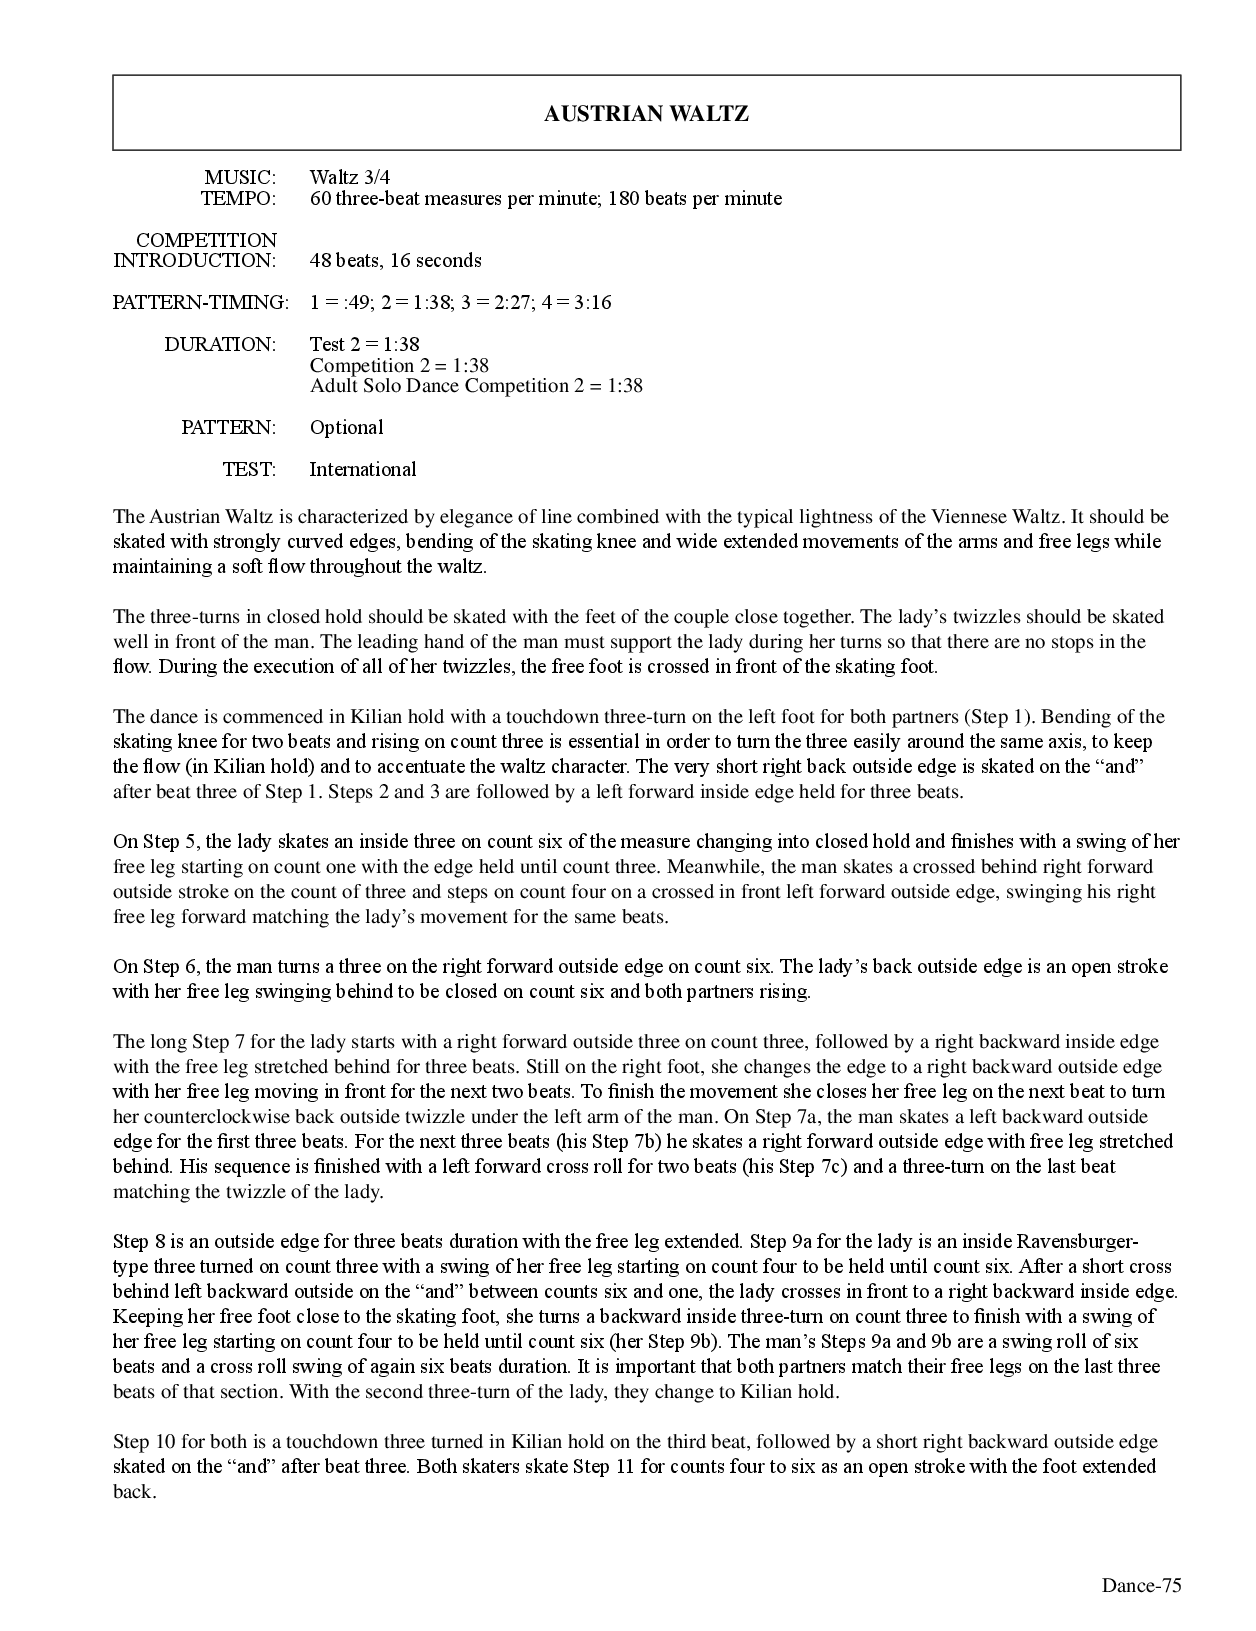 AUSTRIAN WALTZ
MUSIC: Waltz 3/4
TEMPO: 60 three-beat measures per minute; 180 beats per minute
COMPETITION
INTRODUCTION: 48 beats, 16 seconds
PATTERN-TIMING: 1 = :49; 2 = 1:38; 3 = 2:27; 4 = 3:16
DURATION: Test 2 = 1:38
Competition 2 = 1:38
Adult Solo Dance Competition 2 = 1:38
PATTERN: Optional
TEST: International
The Austrian Waltz is characterized by elegance of line combined with the typical lightness of the Viennese Waltz. It should be
skated with strongly curved edges, bending of the skating knee and wide extended movements of the arms and free legs while
maintaining a soft flow throughout the waltz.
The three-turns in closed hold should be skated with the feet of the couple close together. The lady's twizzles should be skated
well in front of the man. The leading hand of the man must support the lady during her turns so that there are no stops in the
flow. During the execution of all of her twizzles, the free foot is crossed in front of the skating foot.
The dance is commenced in Kilian hold with a touchdown three-turn on the left foot for both partners (Step 1). Bending of the
skating knee for two beats and rising on count three is essential in order to turn the three easily around the same axis, to keep
the flow (in Kilian hold) and to accentuate the waltz character. The very short right back outside edge is skated on the “and”
after beat three of Step 1. Steps 2 and 3 are followed by a left forward inside edge held for three beats.
On Step 5, the lady skates an inside three on count six of the measure changing into closed hold and finishes with a swing of her
free leg starting on count one with the edge held until count three. Meanwhile, the man skates a crossed behind right forward
outside stroke on the count of three and steps on count four on a crossed in front left forward outside edge, swinging his right
free leg forward matching the lady's movement for the same beats.
On Step 6, the man turns a three on the right forward outside edge on count six. The lady's back outside edge is an open stroke
with her free leg swinging behind to be closed on count six and both partners rising.
The long Step 7 for the lady starts with a right forward outside three on count three, followed by a right backward inside edge
with the free leg stretched behind for three beats. Still on the right foot, she changes the edge to a right backward outside edge
with her free leg moving in front for the next two beats. To finish the movement she closes her free leg on the next beat to turn
her counterclockwise back outside twizzle under the left arm of the man. On Step 7a, the man skates a left backward outside
edge for the first three beats. For the next three beats (his Step 7b) he skates a right forward outside edge with free leg stretched
behind. His sequence is finished with a left forward cross roll for two beats (his Step 7c) and a three-turn on the last beat
matching the twizzle of the lady.
Step 8 is an outside edge for three beats duration with the free leg extended. Step 9a for the lady is an inside Ravensburger-
type three turned on count three with a swing of her free leg starting on count four to be held until count six. After a short cross
behind left backward outside on the “and” between counts six and one, the lady crosses in front to a right backward inside edge.
Keeping her free foot close to the skating foot, she turns a backward inside three-turn on count three to finish with a swing of
her free leg starting on count four to be held until count six (her Step 9b). The man's Steps 9a and 9b are a swing roll of six
beats and a cross roll swing of again six beats duration. It is important that both partners match their free legs on the last three
beats of that section. With the second three-turn of the lady, they change to Kilian hold.
Step 10 for both is a touchdown three turned in Kilian hold on the third beat, followed by a short right backward outside edge
skated on the “and” after beat three. Both skaters skate Step 11 for counts four to six as an open stroke with the foot extended
back.
Dance-75